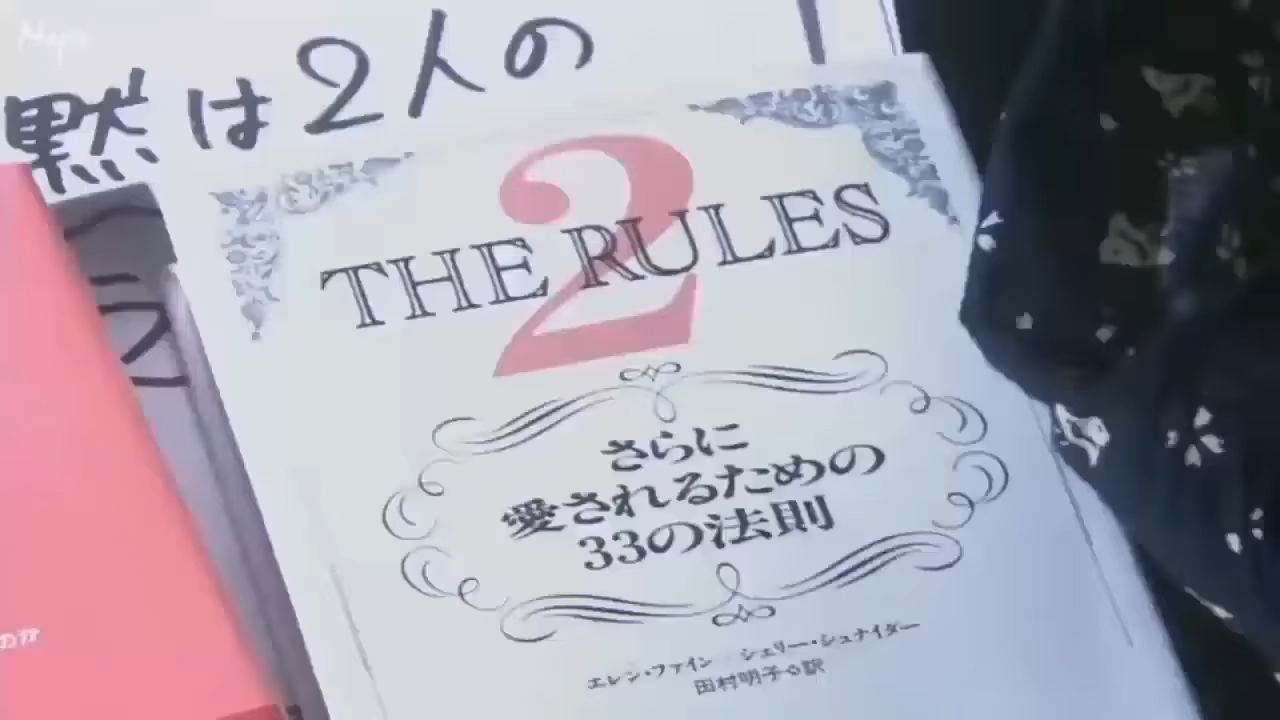 黙は2人の
2
THE RULES
さらに
愛されるための
33の法則
エレン・ファイン シェリー・シュナイダー
田村明子◇訳